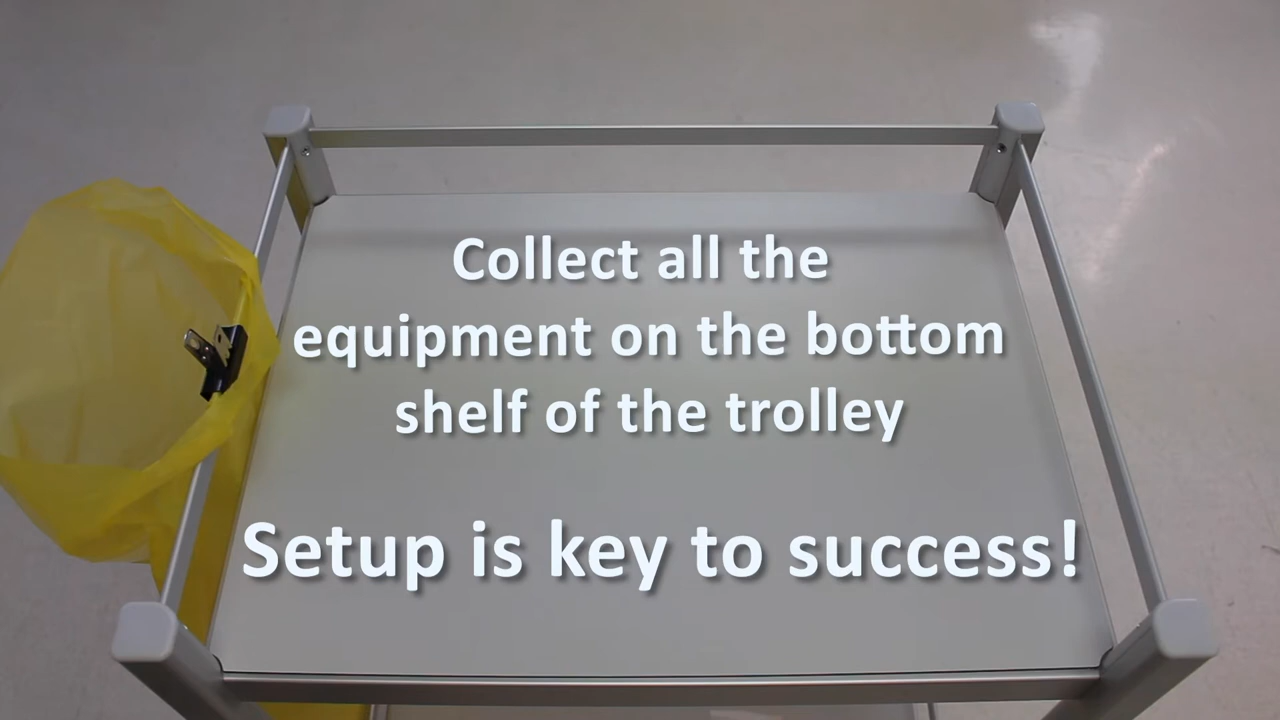 Collect all the
equipment on the bottom
shelf of the trolley
Setup is key to success!